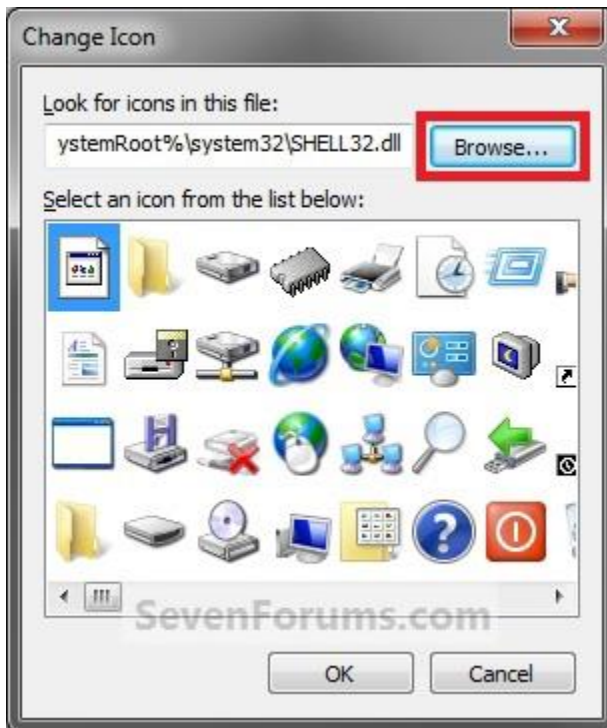 Change Icon
Look for icons in this file:
ystemRoot%\system32\SHELL32.dll
Browse...
Select an icon from the list below:
SevenForums.com
OK
Cancel